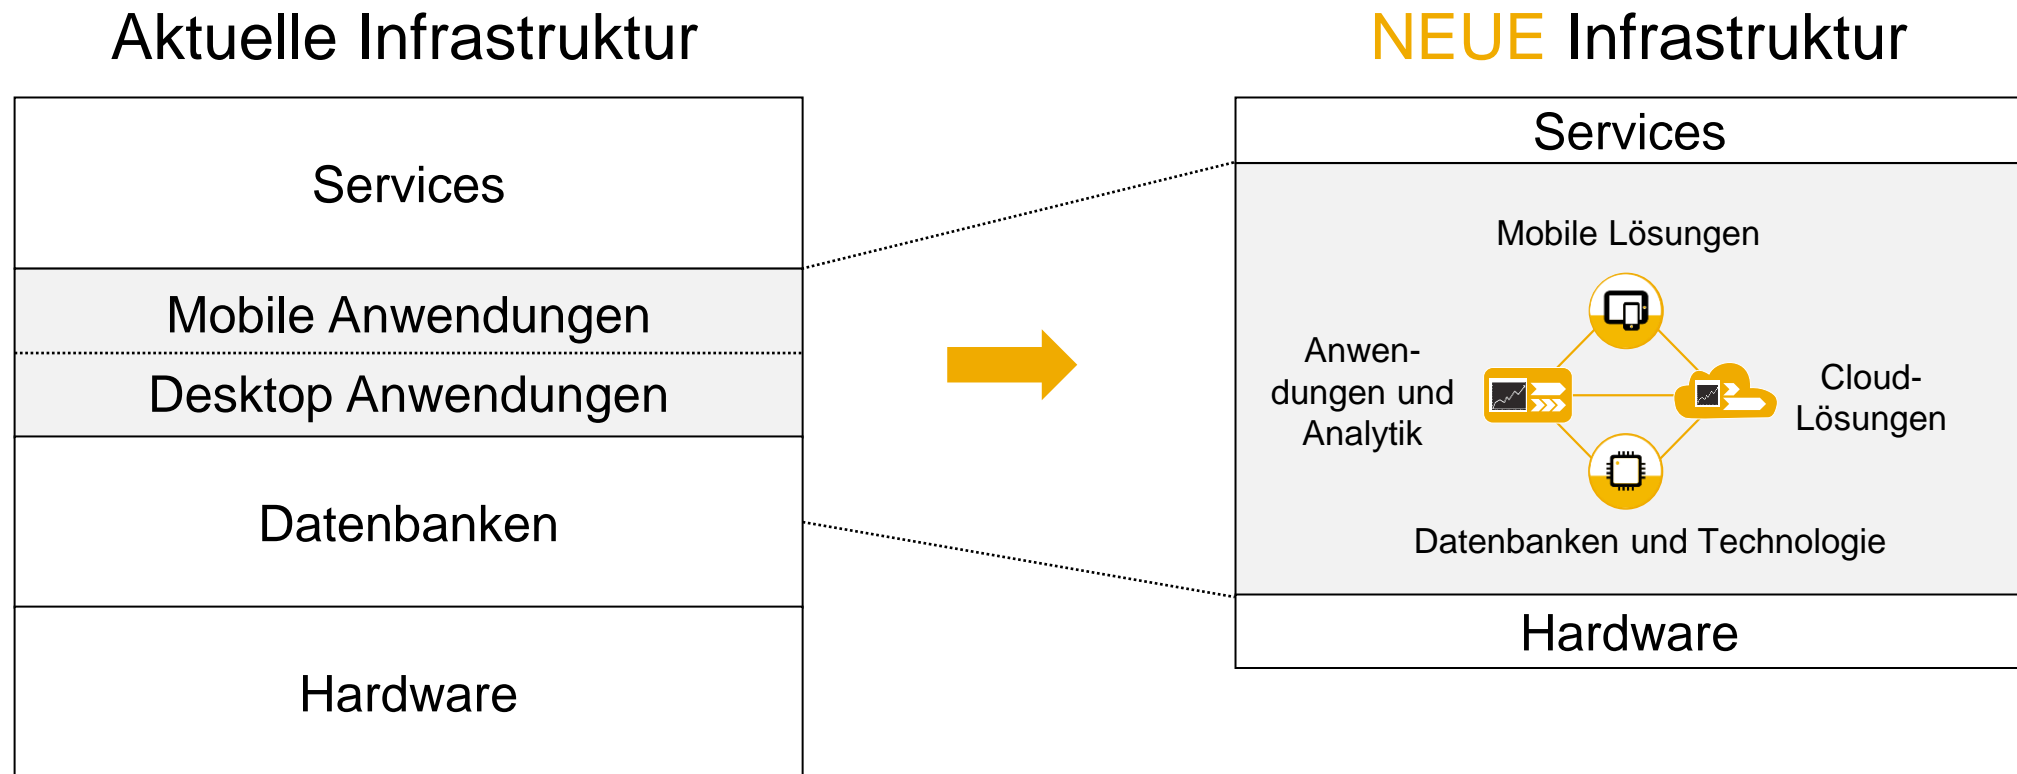 Aktuelle Infrastruktur
Services
Mobile Anwendungen
Desktop Anwendungen
Datenbanken
Hardware
NEUE Infrastruktur
Services
Mobile Lösungen
Anwen-
dungen und
Analytik
Cloud-
Lösungen
Datenbanken und Technologie
Hardware